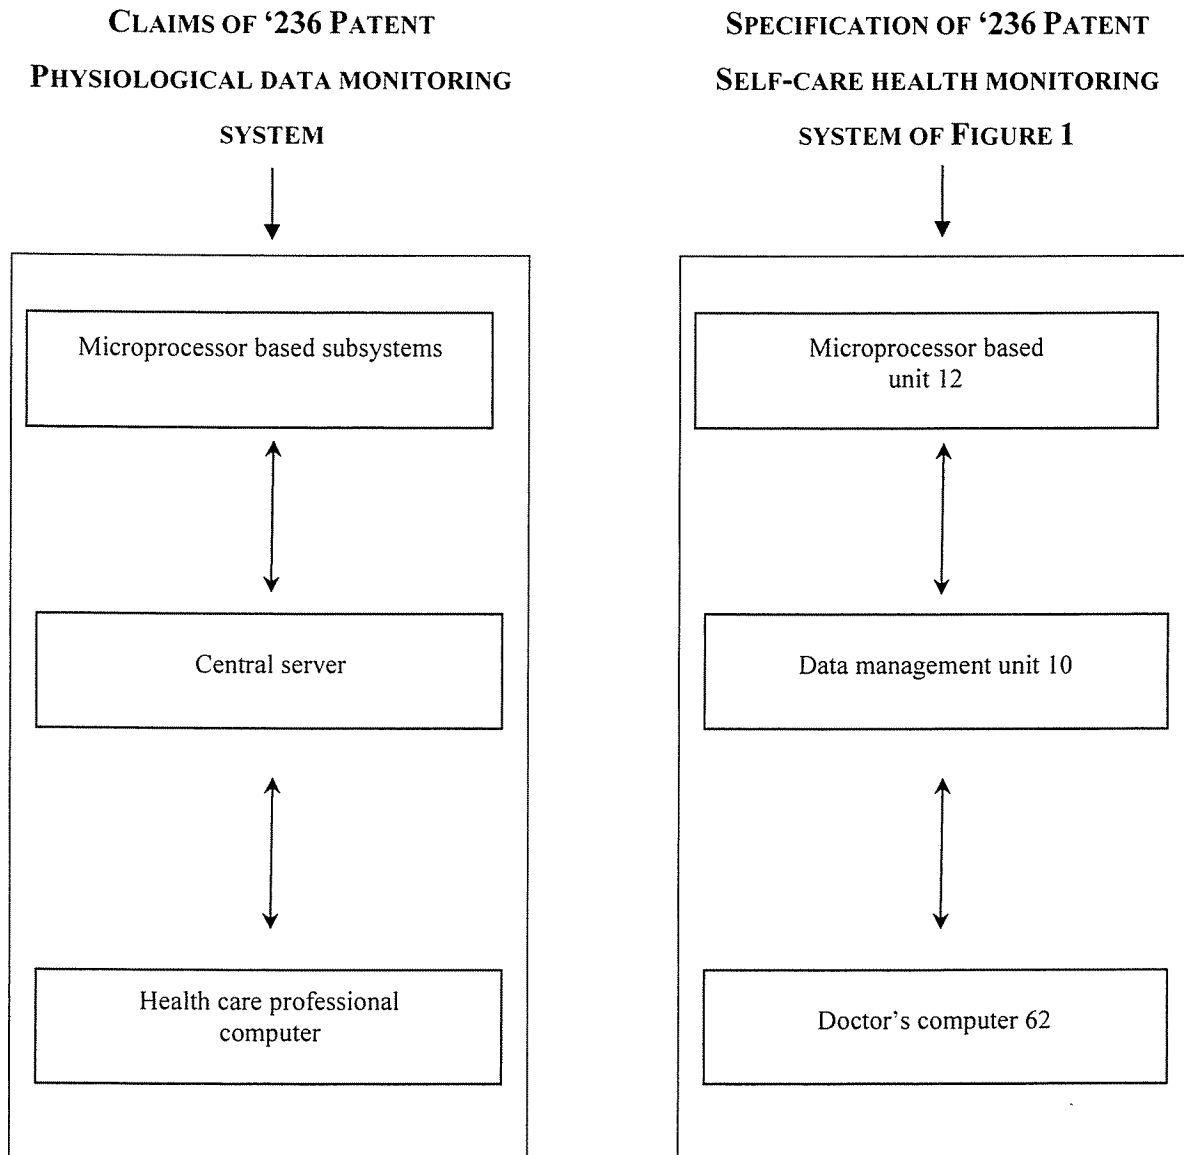 CLAIMS OF ‘236 PATENT
PHYSIOLOGICAL DATA MONITORING
SYSTEM
Microprocessor based subsystems
Central server
Health care professional
computer
SPECIFICATION OF ‘236 PATENT
SELF-CARE HEALTH MONITORING
SYSTEM OF FIGURE 1
Microprocessor based
unit 12
Data management unit 10
Doctor’s computer 62